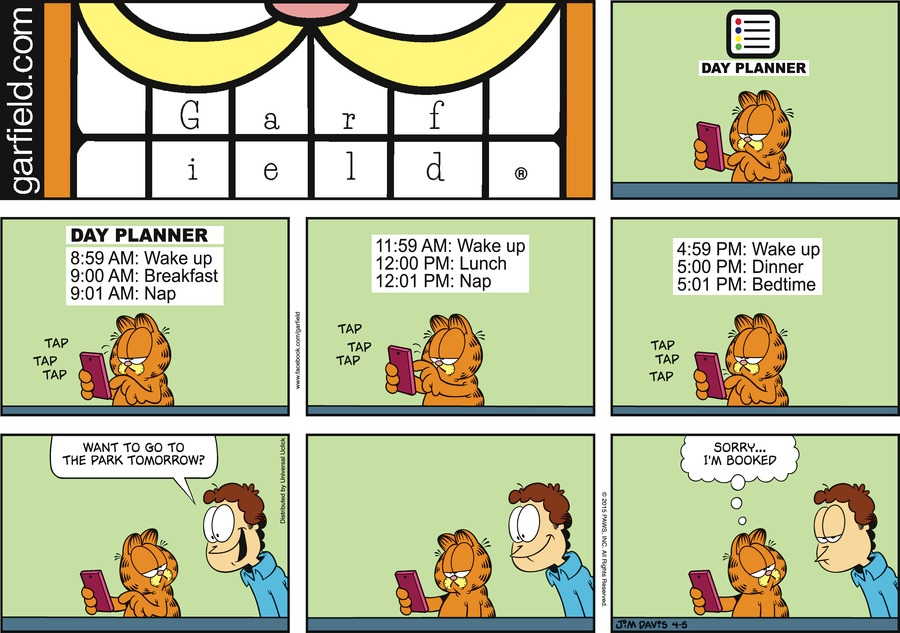 garfield.com
G a r f
i e l d ®
DAY PLANNER
DAY PLANNER
8:59 AM: Wake up
9:00 AM: Breakfast
9:01 AM: Nap
TAP
TAP
TAP
www.facebook.com/garfield
11:59 AM: Wake up
12:00 PM: Lunch
12:01 PM: Nap
TAP
TAP
TAP
4:59 PM: Wake up
5:00 PM: Dinner
5:01 PM: Bedtime
TAP
TAP
TAP
WANT TO GO TO
THE PARK TOMORROW?
Distributed by Universal Uclick
© 2015 PAWS, INC. All Rights Reserved.
SORRY...
I'M BOOKED
JIM DAVIS 4-5